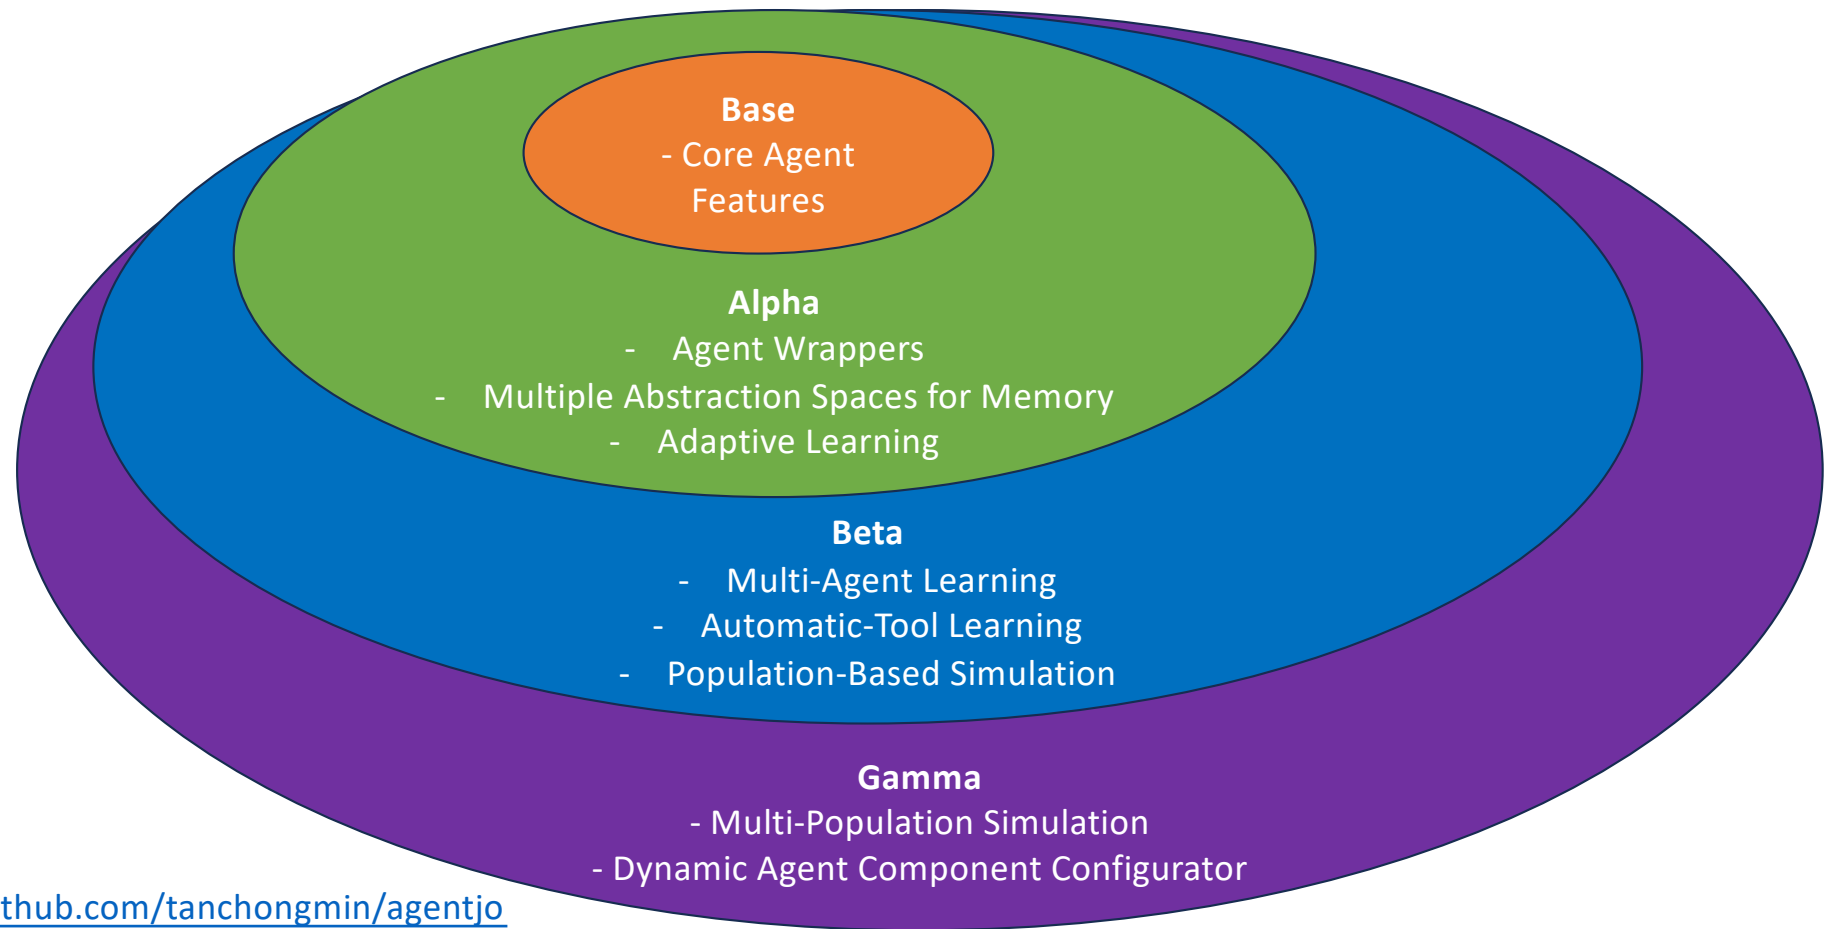 Base
- Core Agent
Features
Alpha
- Agent Wrappers
- Multiple Abstraction Spaces for Memory
- Adaptive Learning
Beta
- Multi-Agent Learning
- Automatic-Tool Learning
- Population-Based Simulation
Gamma
- Multi-Population Simulation
- Dynamic Agent Component Configurator
thub.com/tanchongmin/agentjo